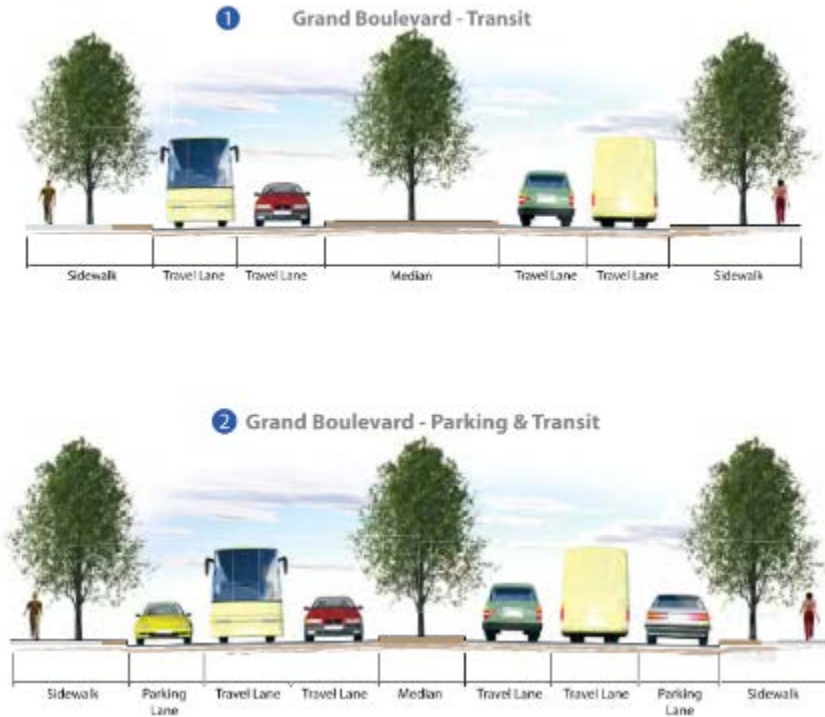 1 Grand Boulevard - Transit
Sidewalk Travel Lane Travel Lane Median Travel Lane Travel Lane Sidewalk
2 Grand Boulevard - Parking & Transit
Sidewalk Parking Travel Lane Travel Lane Median Travel Lane Travel Lane Parking Sidewalk
Lane Lane